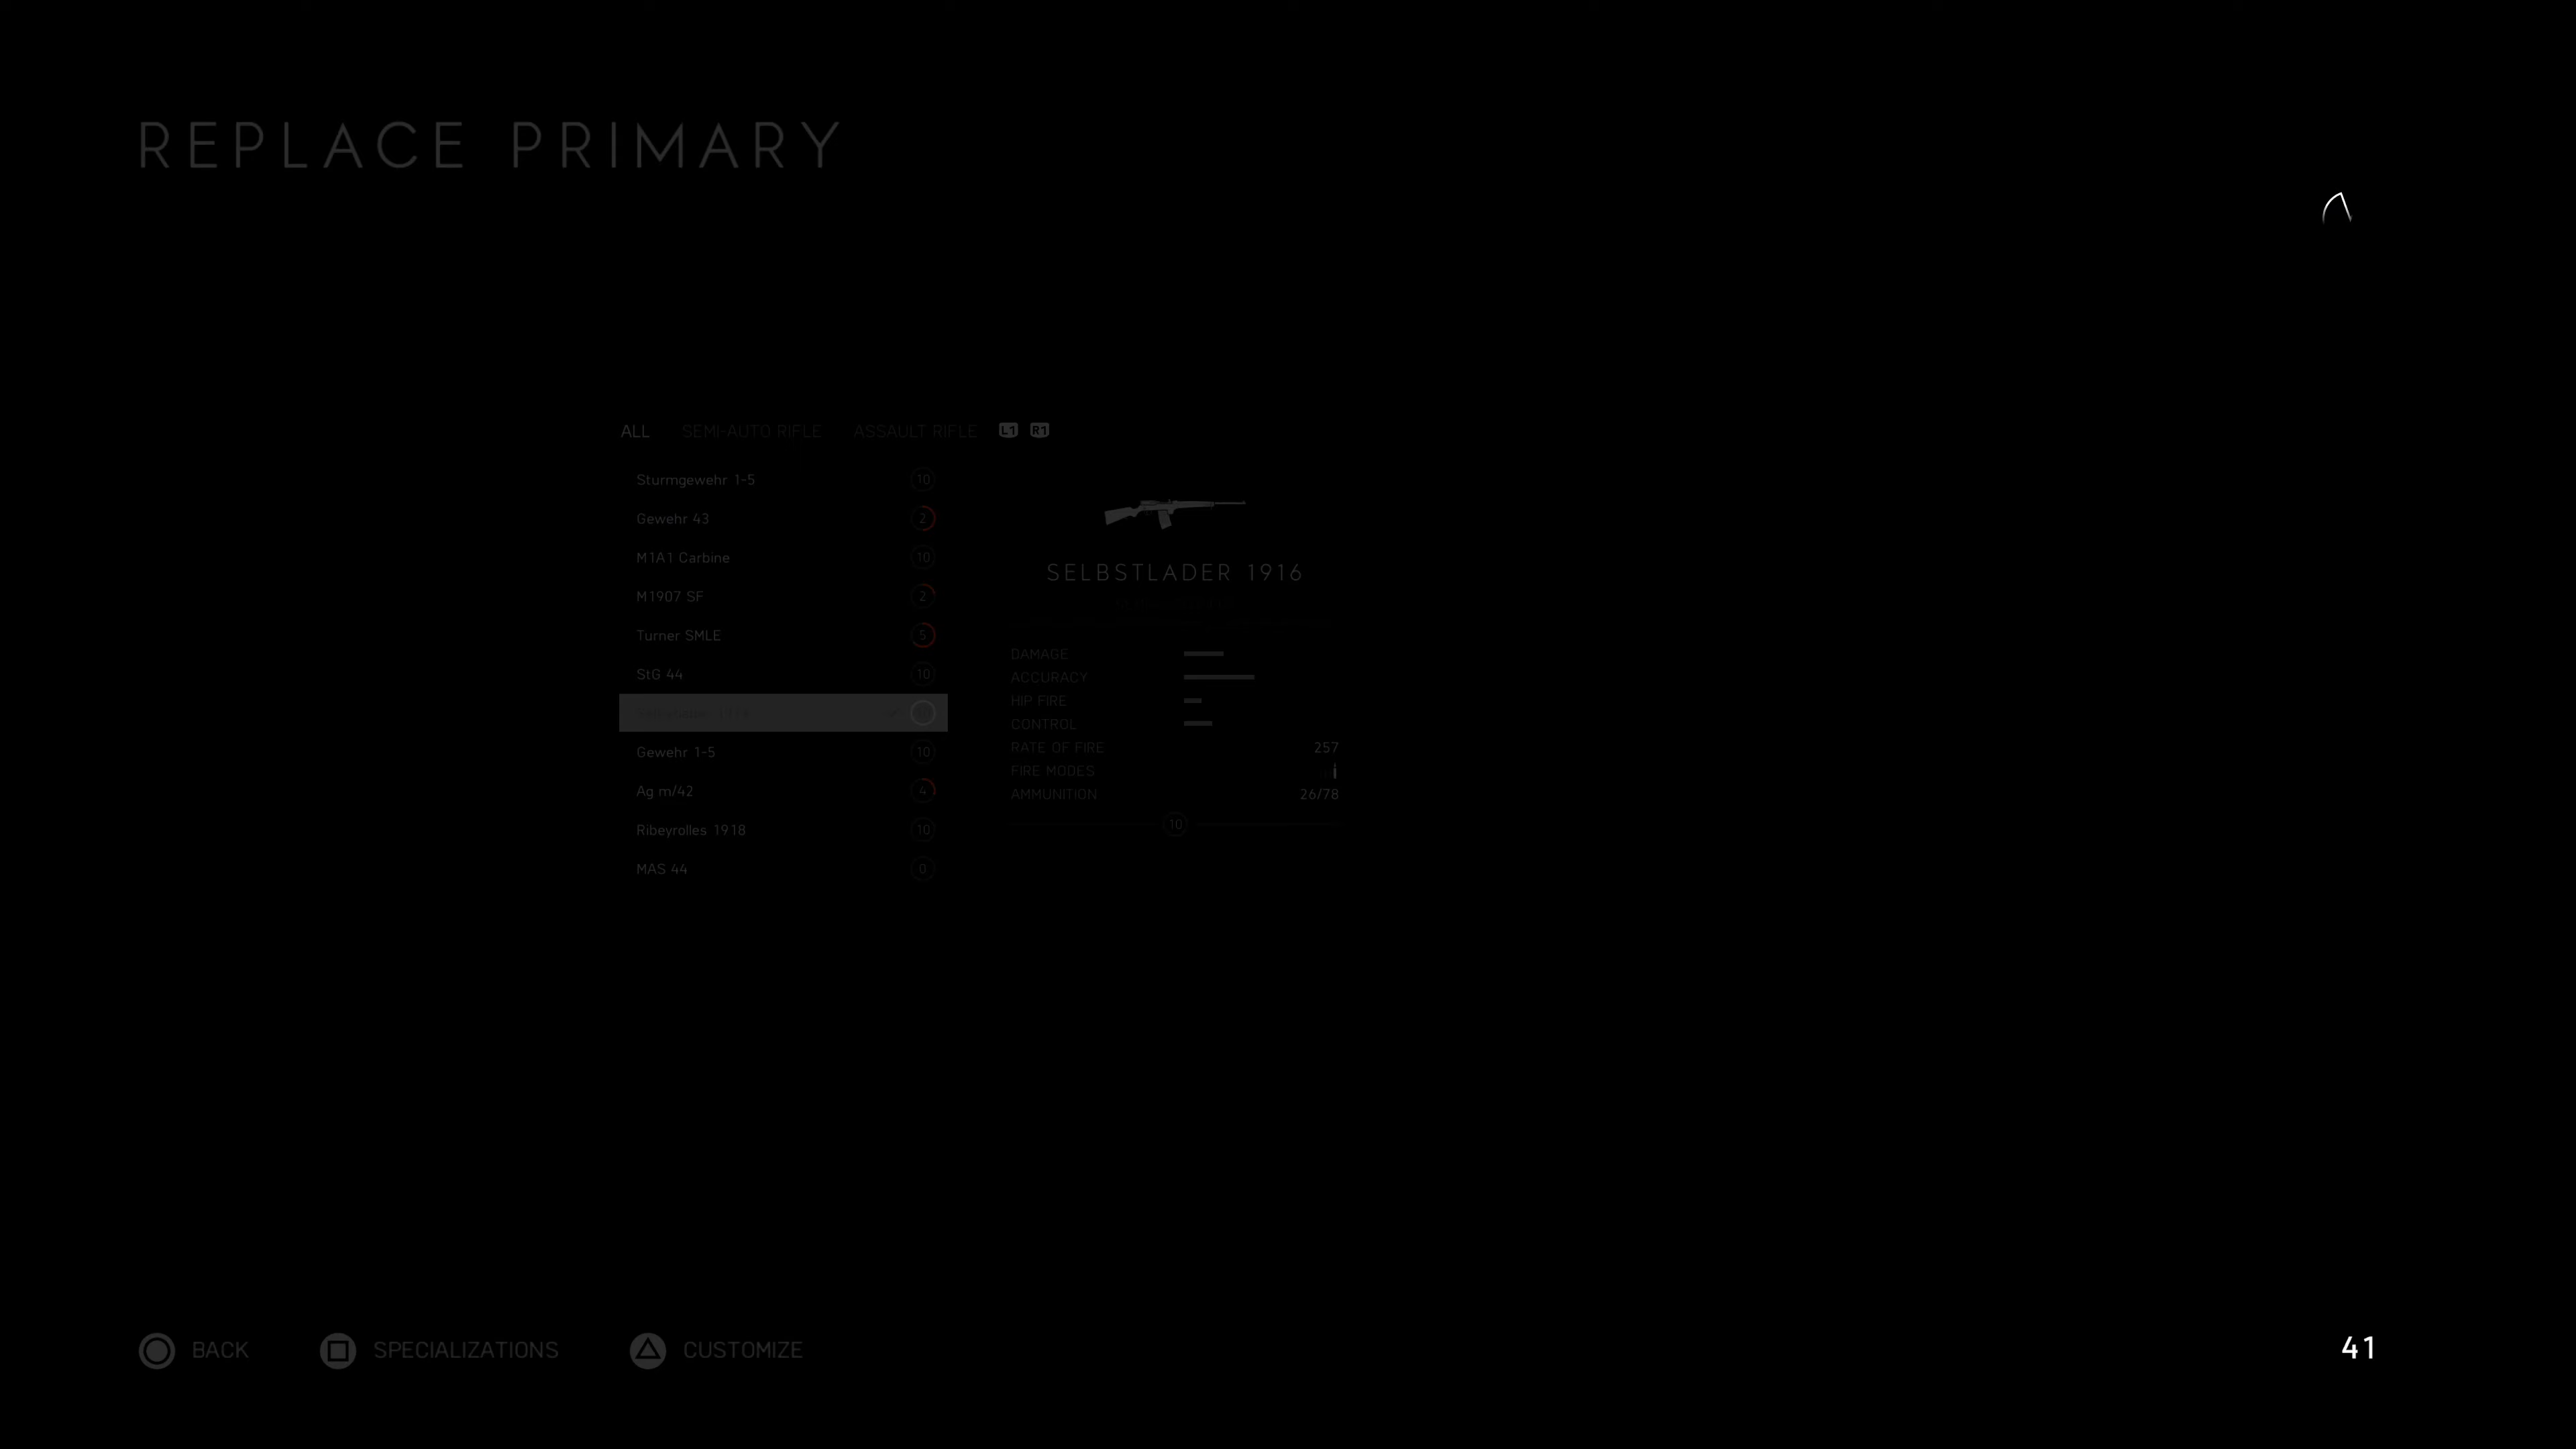 REPLACE PRIMARY
ALL SEMI-AUTO RIFLE ASSAULT RIFLE L1 R1
Sturmgewehr 1-5 10
Gewehr 43 2
M1A1 Carbine 10
M1907 SF 2
Turner SMLE 5
StG 44 10
Gewehr 1-5 10
Ag m/42 4
Ribeyrolles 1918 10
MAS 44 0
SELBSTLADER 1916
DAMAGE
ACCURACY
HIP FIRE
CONTROL
RATE OF FIRE 257
FIRE MODES
AMMUNITION 26/78
10
BACK SPECIALIZATIONS CUSTOMIZE
41